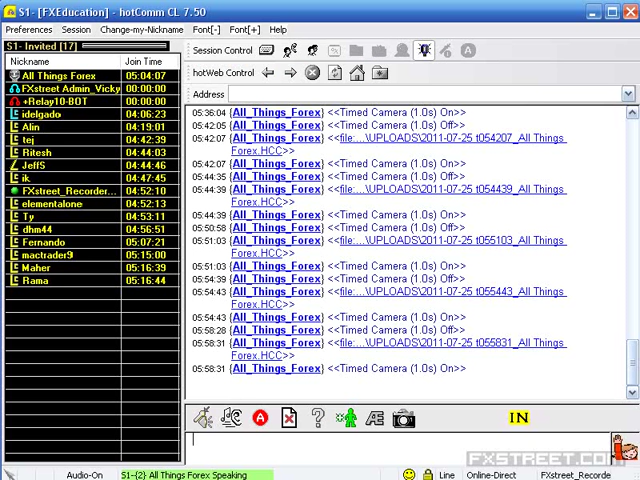 S1- [FXEducation] - hotComm CL 7.50
Preferences Session Change-my-Nickname Font[-] Font[+] Help
S1- Invited [17]
Nickname Join Time
All Things Forex 05:04:07
FXstreet Admin_Vicky 00:00:00
+Relay10-BOT 00:00:00
idelgado 04:06:23
Alin 04:19:01
tej 04:42:39
Ritesh 04:44:03
JeffS 04:44:46
ik 04:47:45
FXstreet_Recorder... 04:52:10
elementalone 04:52:13
Ty 04:53:11
dhm44 04:56:51
Fernando 05:07:21
mactrader9 05:15:00
Maher 05:16:39
Rama 05:16:44
Session Control
hotWeb Control
Address
05:36:04 {All_Things_Forex} <<Timed Camera (1.0s) On>>
05:42:05 {All_Things_Forex} <<Timed Camera (1.0s) Off>>
05:42:07 {All_Things_Forex} <<file:...\UPLOADS\2011-07-25 t054207_All Things
Forex.HCC>>
05:42:07 {All_Things_Forex} <<Timed Camera (1.0s) On>>
05:44:35 {All_Things_Forex} <<Timed Camera (1.0s) Off>>
05:44:39 {All_Things_Forex} <<file:...\UPLOADS\2011-07-25 t054439_All Things
Forex.HCC>>
05:44:39 {All_Things_Forex} <<Timed Camera (1.0s) On>>
05:50:58 {All_Things_Forex} <<Timed Camera (1.0s) Off>>
05:51:03 {All_Things_Forex} <<file:...\UPLOADS\2011-07-25 t055103_All Things
Forex.HCC>>
05:51:03 {All_Things_Forex} <<Timed Camera (1.0s) On>>
05:54:39 {All_Things_Forex} <<Timed Camera (1.0s) Off>>
05:54:43 {All_Things_Forex} <<file:...\UPLOADS\2011-07-25 t055443_All Things
Forex.HCC>>
05:54:43 {All_Things_Forex} <<Timed Camera (1.0s) On>>
05:58:28 {All_Things_Forex} <<Timed Camera (1.0s) Off>>
05:58:31 {All_Things_Forex} <<file:...\UPLOADS\2011-07-25 t055831_All Things
Forex.HCC>>
05:58:31 {All_Things_Forex} <<Timed Camera (1.0s) On>>
A ? Æ IN
FXSTREET.COM
Audio-On S1-{2} All Things Forex Speaking Line Online-Direct FXstreet_Recorde